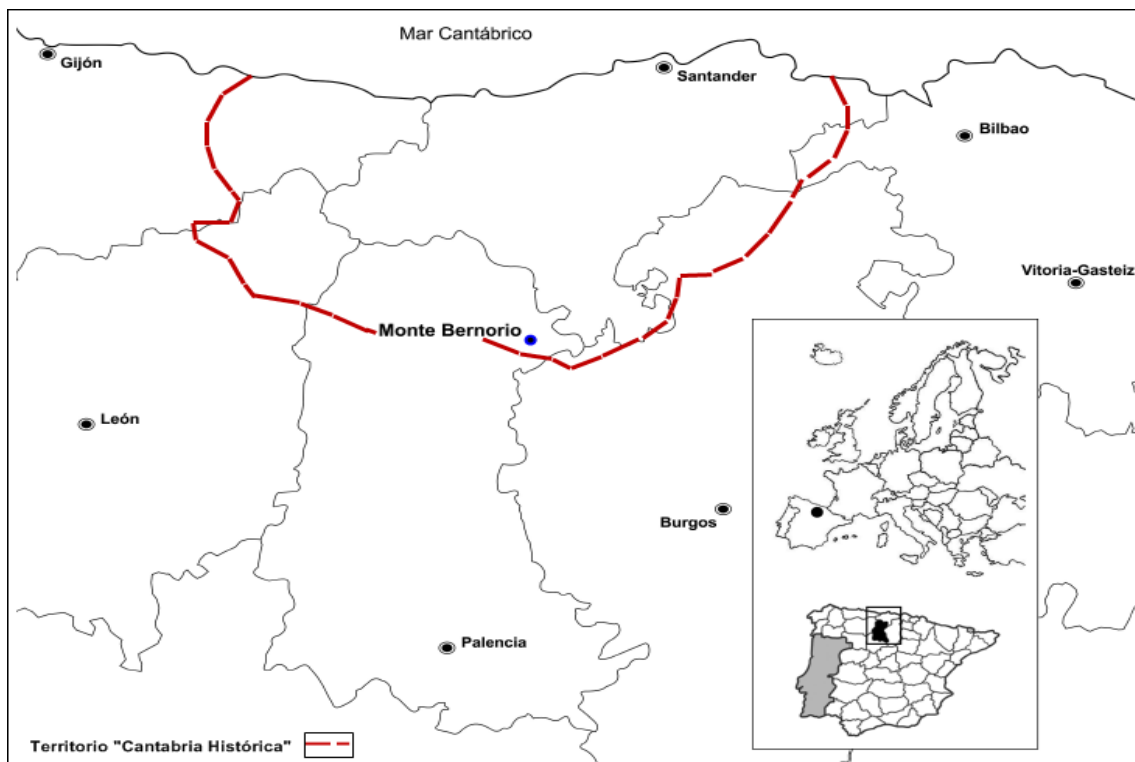 Mar Cantábrico
Gijón
Santander
Bilbao
Vitoria-Gasteiz
Monte Bernorio
León
Burgos
Palencia
Territorio "Cantabria Histórica"